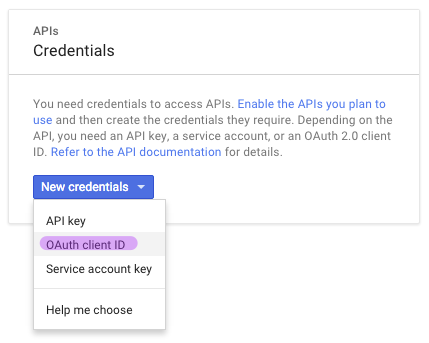 APIs
Credentials
You need credentials to access APIs. Enable the APIs you plan to
use and then create the credentials they require. Depending on the
API, you need an API key, a service account, or an OAuth 2.0 client
ID. Refer to the API documentation for details.
New credentials
API key
OAuth client ID
Service account key
Help me choose